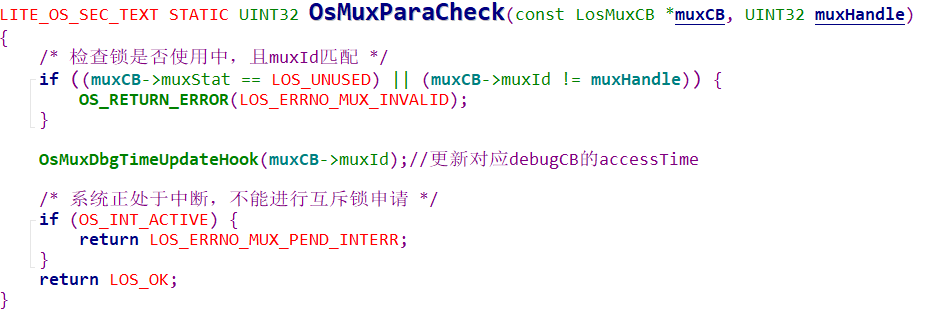 LITE_OS_SEC_TEXT STATIC UINT32 OsMuxParaCheck(const LosMuxCB *muxCB, UINT32 muxHandle)
{
    /* 检查锁是否使用中，且muxId匹配 */
    if ((muxCB->muxStat == LOS_UNUSED) || (muxCB->muxId != muxHandle)) {
        OS_RETURN_ERROR(LOS_ERRNO_MUX_INVALID);
    }
    OsMuxDbgTimeUpdateHook(muxCB->muxId);//更新对应debugCB的accessTime
    /* 系统正处于中断，不能进行互斥锁申请 */
    if (OS_INT_ACTIVE) {
        return LOS_ERRNO_MUX_PEND_INTERR;
    }
    return LOS_OK;
}